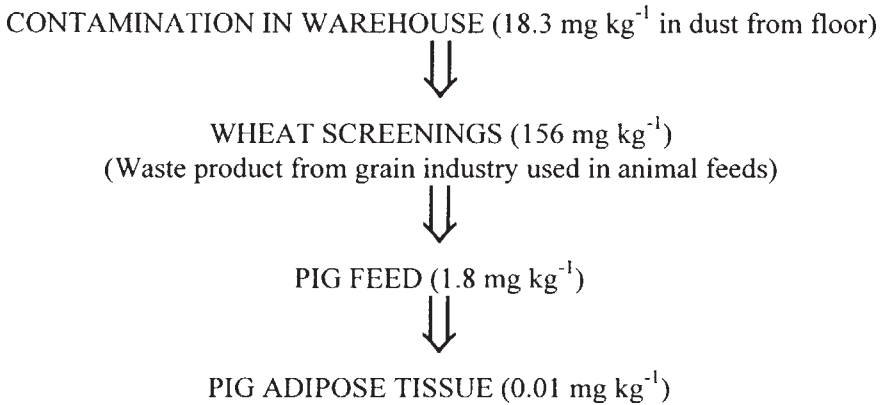 CONTAMINATION IN WAREHOUSE (18.3 mg kg⁻¹ in dust from floor)
WHEAT SCREENINGS (156 mg kg⁻¹)
(Waste product from grain industry used in animal feeds)
PIG FEED (1.8 mg kg⁻¹)
PIG ADIPOSE TISSUE (0.01 mg kg⁻¹)